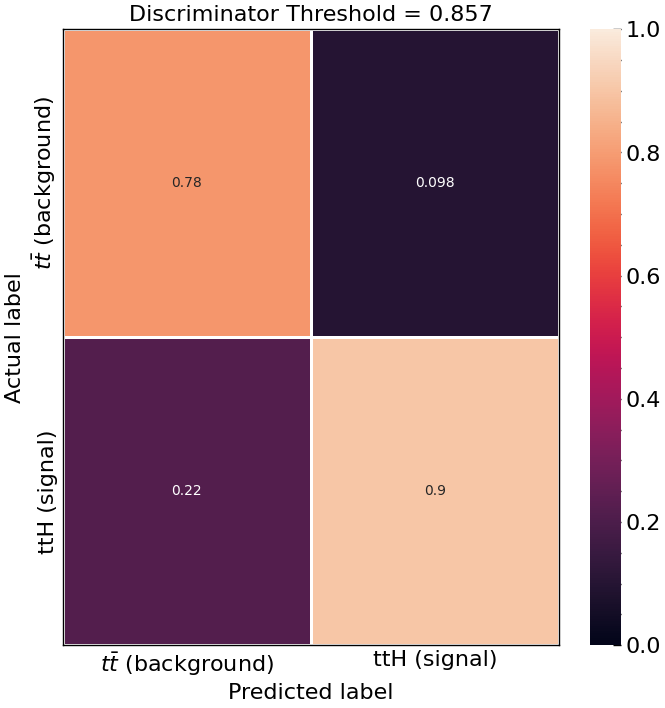 Discriminator Threshold = 0.857
Actual label
tt̄ (background)
ttH (signal)
0.78
0.098
0.22
0.9
tt̄ (background)
ttH (signal)
Predicted label
1.0
0.8
0.6
0.4
0.2
0.0